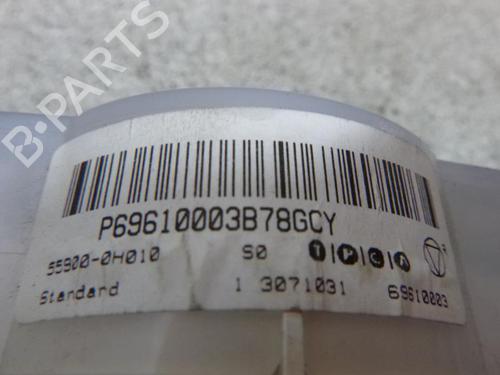 B-PARTS
P69610003B78GCY
55900-0H010 S0 T|P|C|A
Standard 1 3071031 69610003